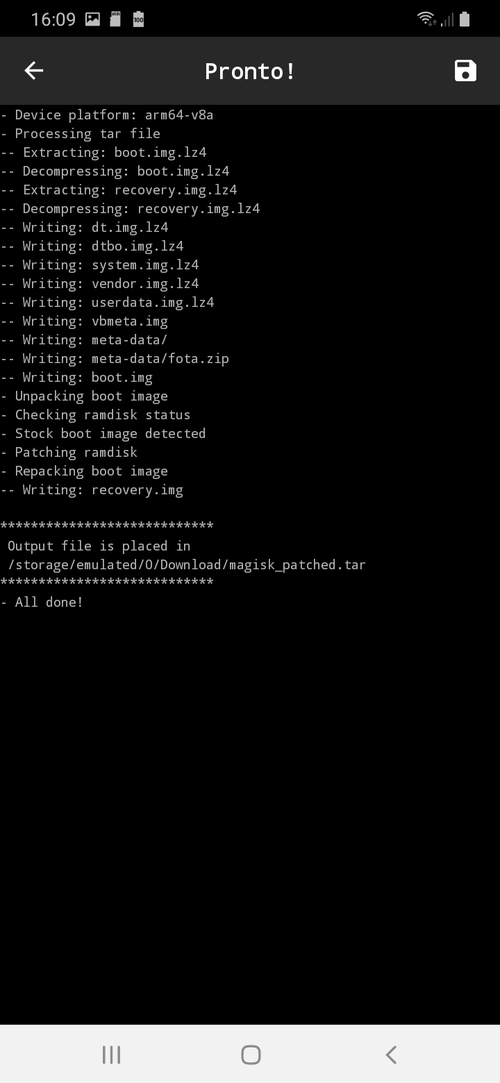 16:09
100
Pronto!
- Device platform: arm64-v8a
- Processing tar file
-- Extracting: boot.img.lz4
-- Decompressing: boot.img.lz4
-- Extracting: recovery.img.lz4
-- Decompressing: recovery.img.lz4
-- Writing: dt.img.lz4
-- Writing: dtbo.img.lz4
-- Writing: system.img.lz4
-- Writing: vendor.img.lz4
-- Writing: userdata.img.lz4
-- Writing: vbmeta.img
-- Writing: meta-data/
-- Writing: meta-data/fota.zip
-- Writing: boot.img
- Unpacking boot image
- Checking ramdisk status
- Stock boot image detected
- Patching ramdisk
- Repacking boot image
-- Writing: recovery.img
****************************
Output file is placed in
/storage/emulated/0/Download/magisk_patched.tar
****************************
- All done!